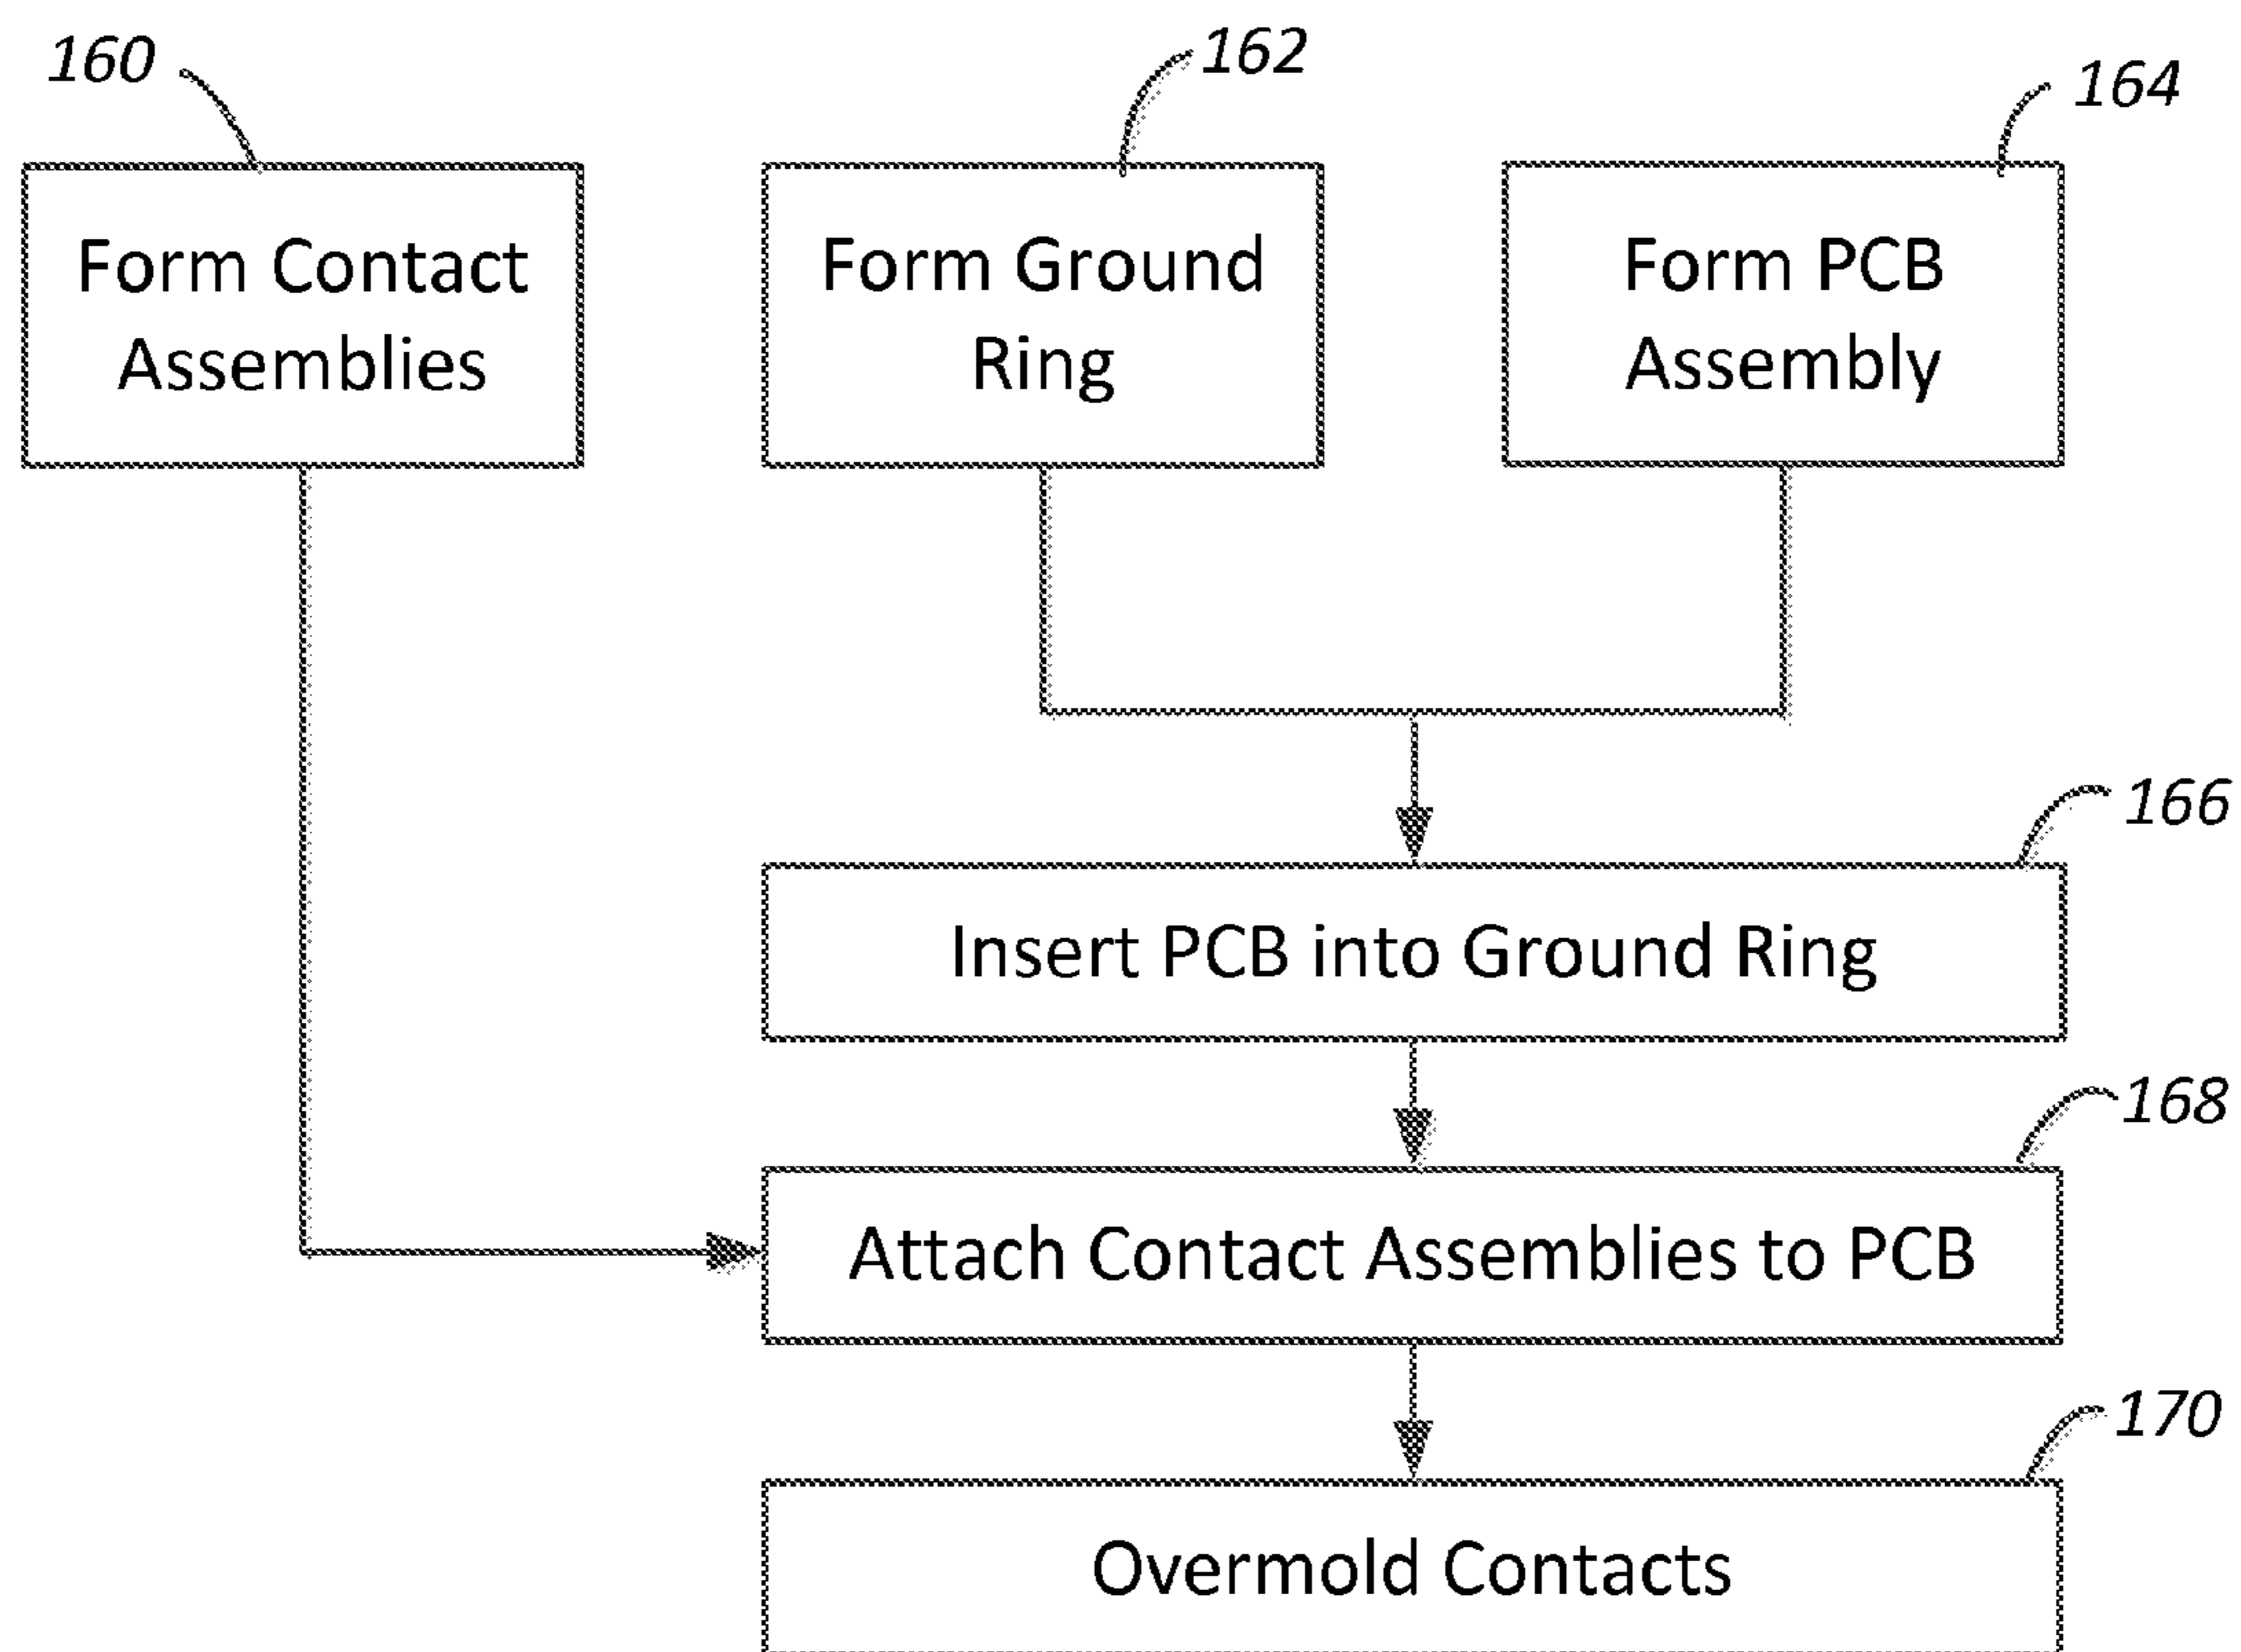 160
162
164
Form Contact
Assemblies
Form Ground
Ring
Form PCB
Assembly
166
Insert PCB into Ground Ring
168
Attach Contact Assemblies to PCB
170
Overmold Contacts